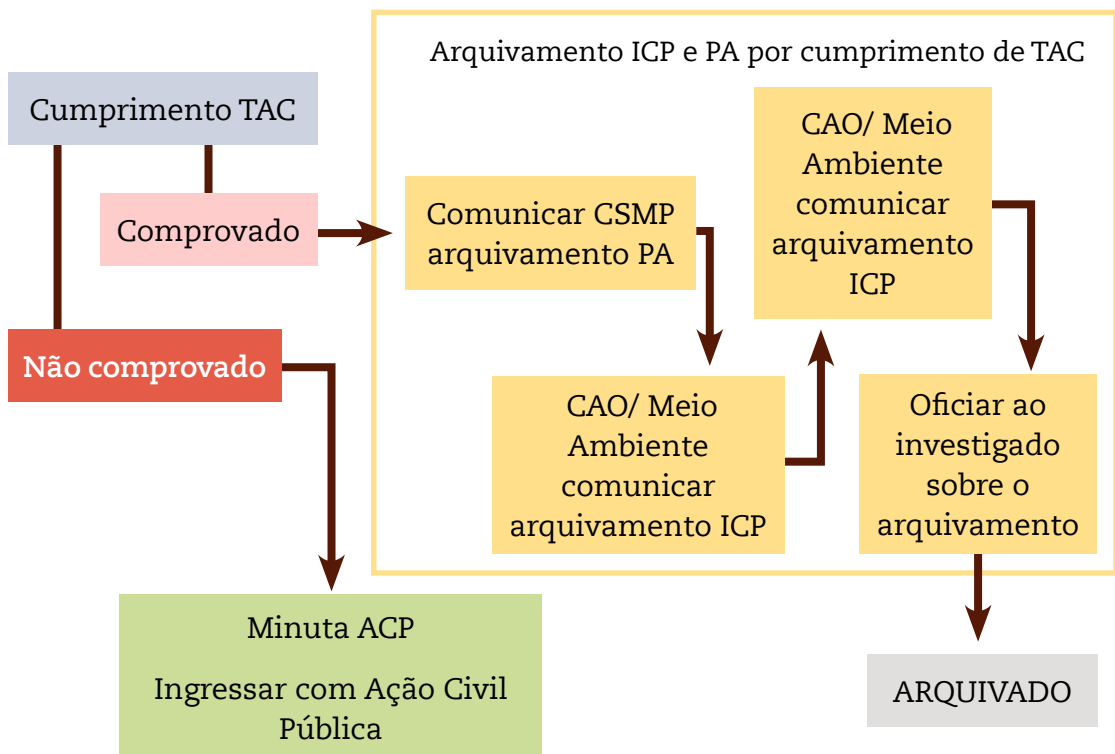 Arquivamento ICP e PA por cumprimento de TAC
Cumprimento TAC
Comprovado
Não comprovado
Comunicar CSMP
arquivamento PA
CAO/ Meio
Ambiente
comunicar
arquivamento ICP
CAO/ Meio
Ambiente
comunicar
arquivamento
ICP
Oficiar ao
investigado
sobre o
arquivamento
ARQUIVADO
Minuta ACP
Ingressar com Ação Civil
Pública